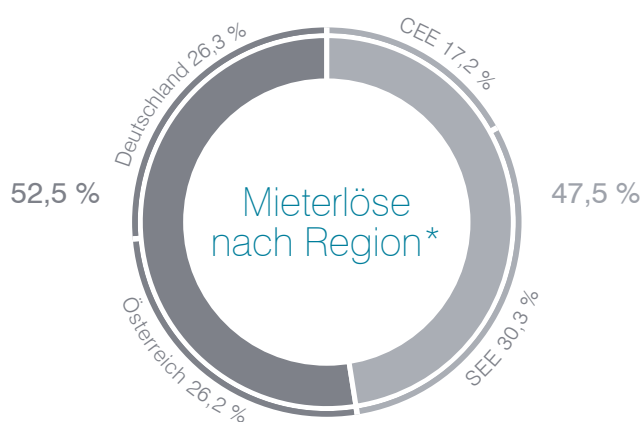 Deutschland 26,3 %
CEE 17,2 %
52,5 %
Mieterlöse
nach Region*
47,5 %
Österreich 26,2 %
SEE 30,3 %